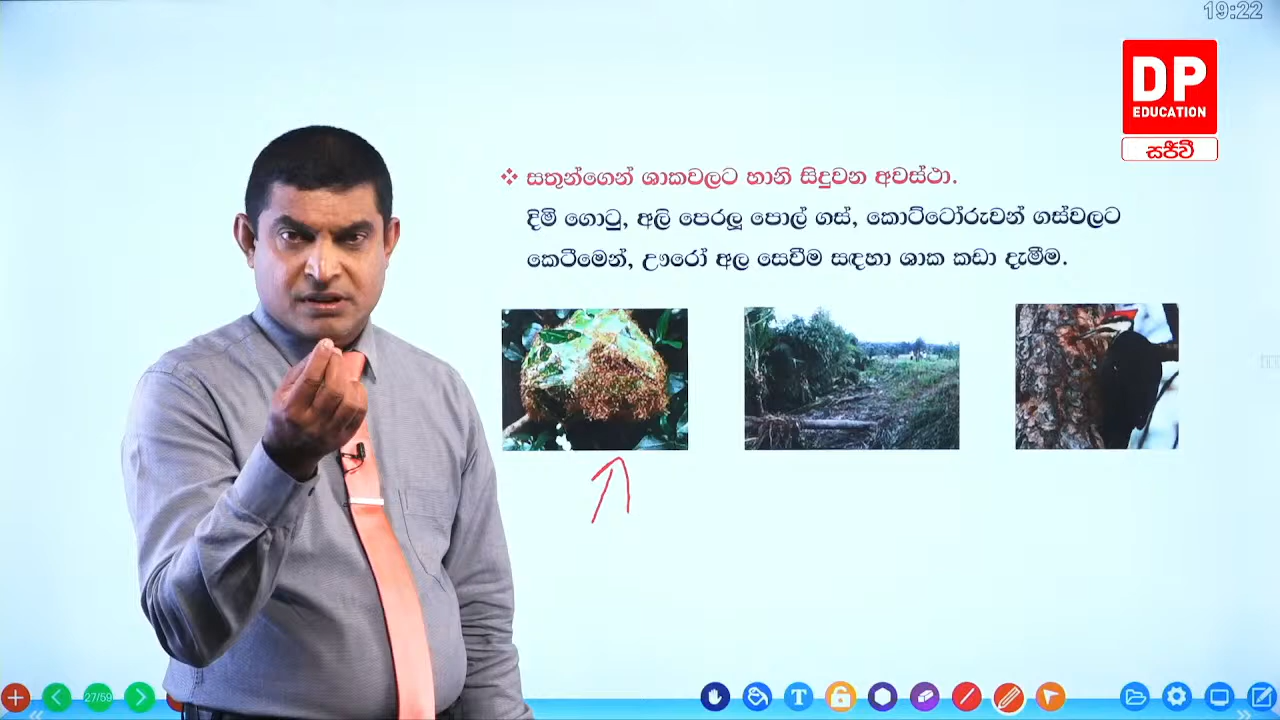 19:22
DP
EDUCATION
සජීවී
❖ සතුන්ගෙන් ශාකවලට හානි සිදුවන අවස්ථා.
දිමි ගොටු, අලි පෙරලූ පොල් ගස්, කොට්ටෝරුවන් ගස්වලට
කෙටීමෙන්, ඌරෝ අල සෙවීම සඳහා ශාක කඩා දැමීම.
27/59
T